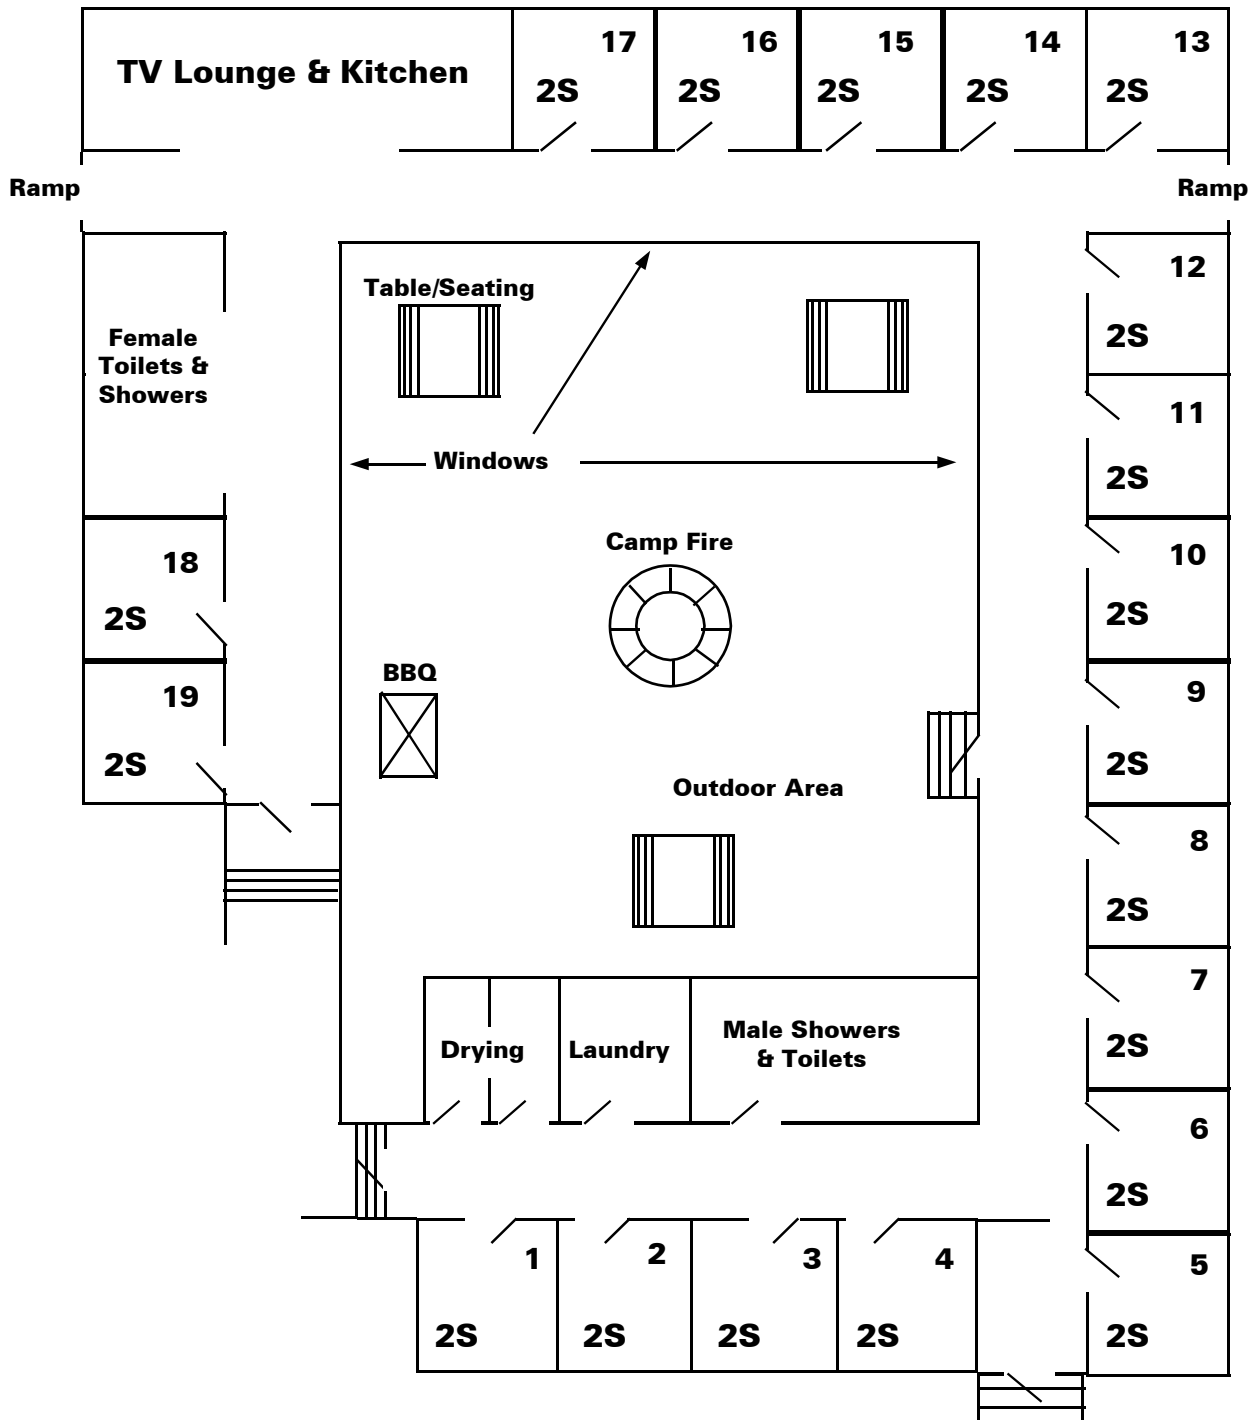 17
16
15
14
13
TV Lounge & Kitchen
2S
2S
2S
2S
2S
Ramp
Ramp
12
Table/Seating
Female
Toilets &
Showers
2S
11
Windows
2S
Camp Fire
10
18
2S
2S
BBQ
9
19
2S
2S
Outdoor Area
8
2S
7
Male Showers
& Toilets
Drying
Laundry
2S
6
2S
1
2
3
4
5
2S
2S
2S
2S
2S